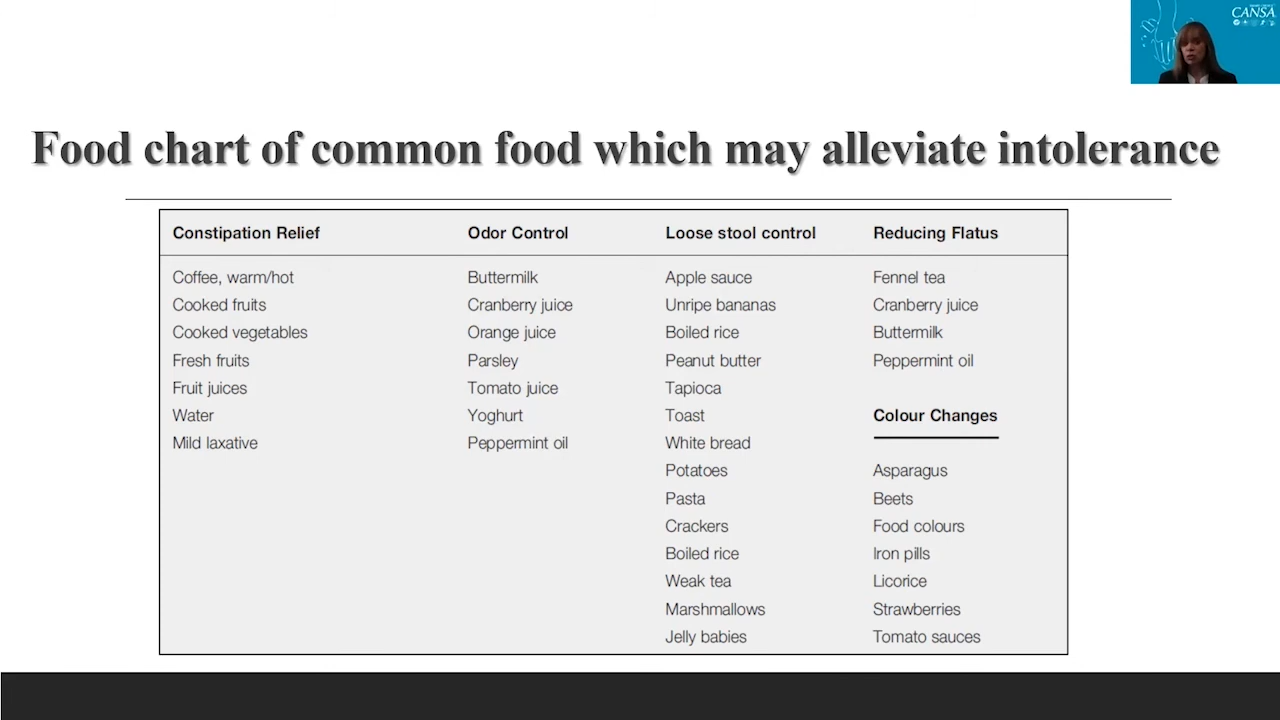 CANSA
Food chart of common food which may alleviate intolerance
Constipation Relief
Coffee, warm/hot
Cooked fruits
Cooked vegetables
Fresh fruits
Fruit juices
Water
Mild laxative
Odor Control
Buttermilk
Cranberry juice
Orange juice
Parsley
Tomato juice
Yoghurt
Peppermint oil
Loose stool control
Apple sauce
Unripe bananas
Boiled rice
Peanut butter
Tapioca
Toast
White bread
Potatoes
Pasta
Crackers
Boiled rice
Weak tea
Marshmallows
Jelly babies
Reducing Flatus
Fennel tea
Cranberry juice
Buttermilk
Peppermint oil
Colour Changes
Asparagus
Beets
Food colours
Iron pills
Licorice
Strawberries
Tomato sauces